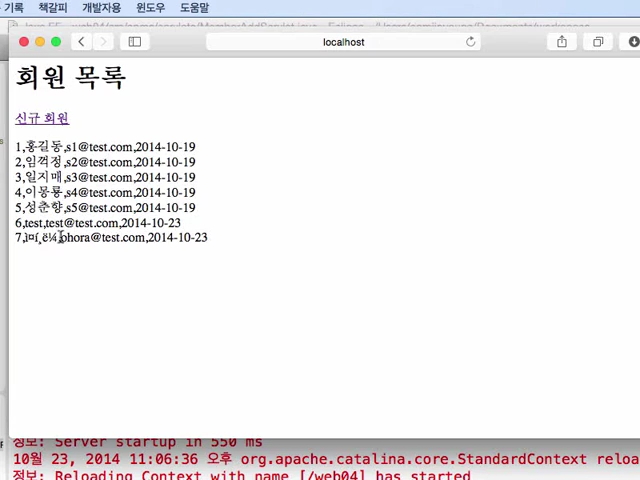 기록 책갈피 개발자용 윈도우 도움말
localhost
회원 목록
신규 회원
1,홍길동,s1@test.com,2014-10-19
2,임꺽정,s2@test.com,2014-10-19
3,일지매,s3@test.com,2014-10-19
4,이몽룡,s4@test.com,2014-10-19
5,성춘향,s5@test.com,2014-10-19
6,test,test@test.com,2014-10-23
ohora@test.com,2014-10-23
정보: Server startup in 550 ms
10월 23, 2014 11:06:36 오후 org.apache.catalina.core.StandardContext reloa
정보: Reloading Context with name [/web04] has started